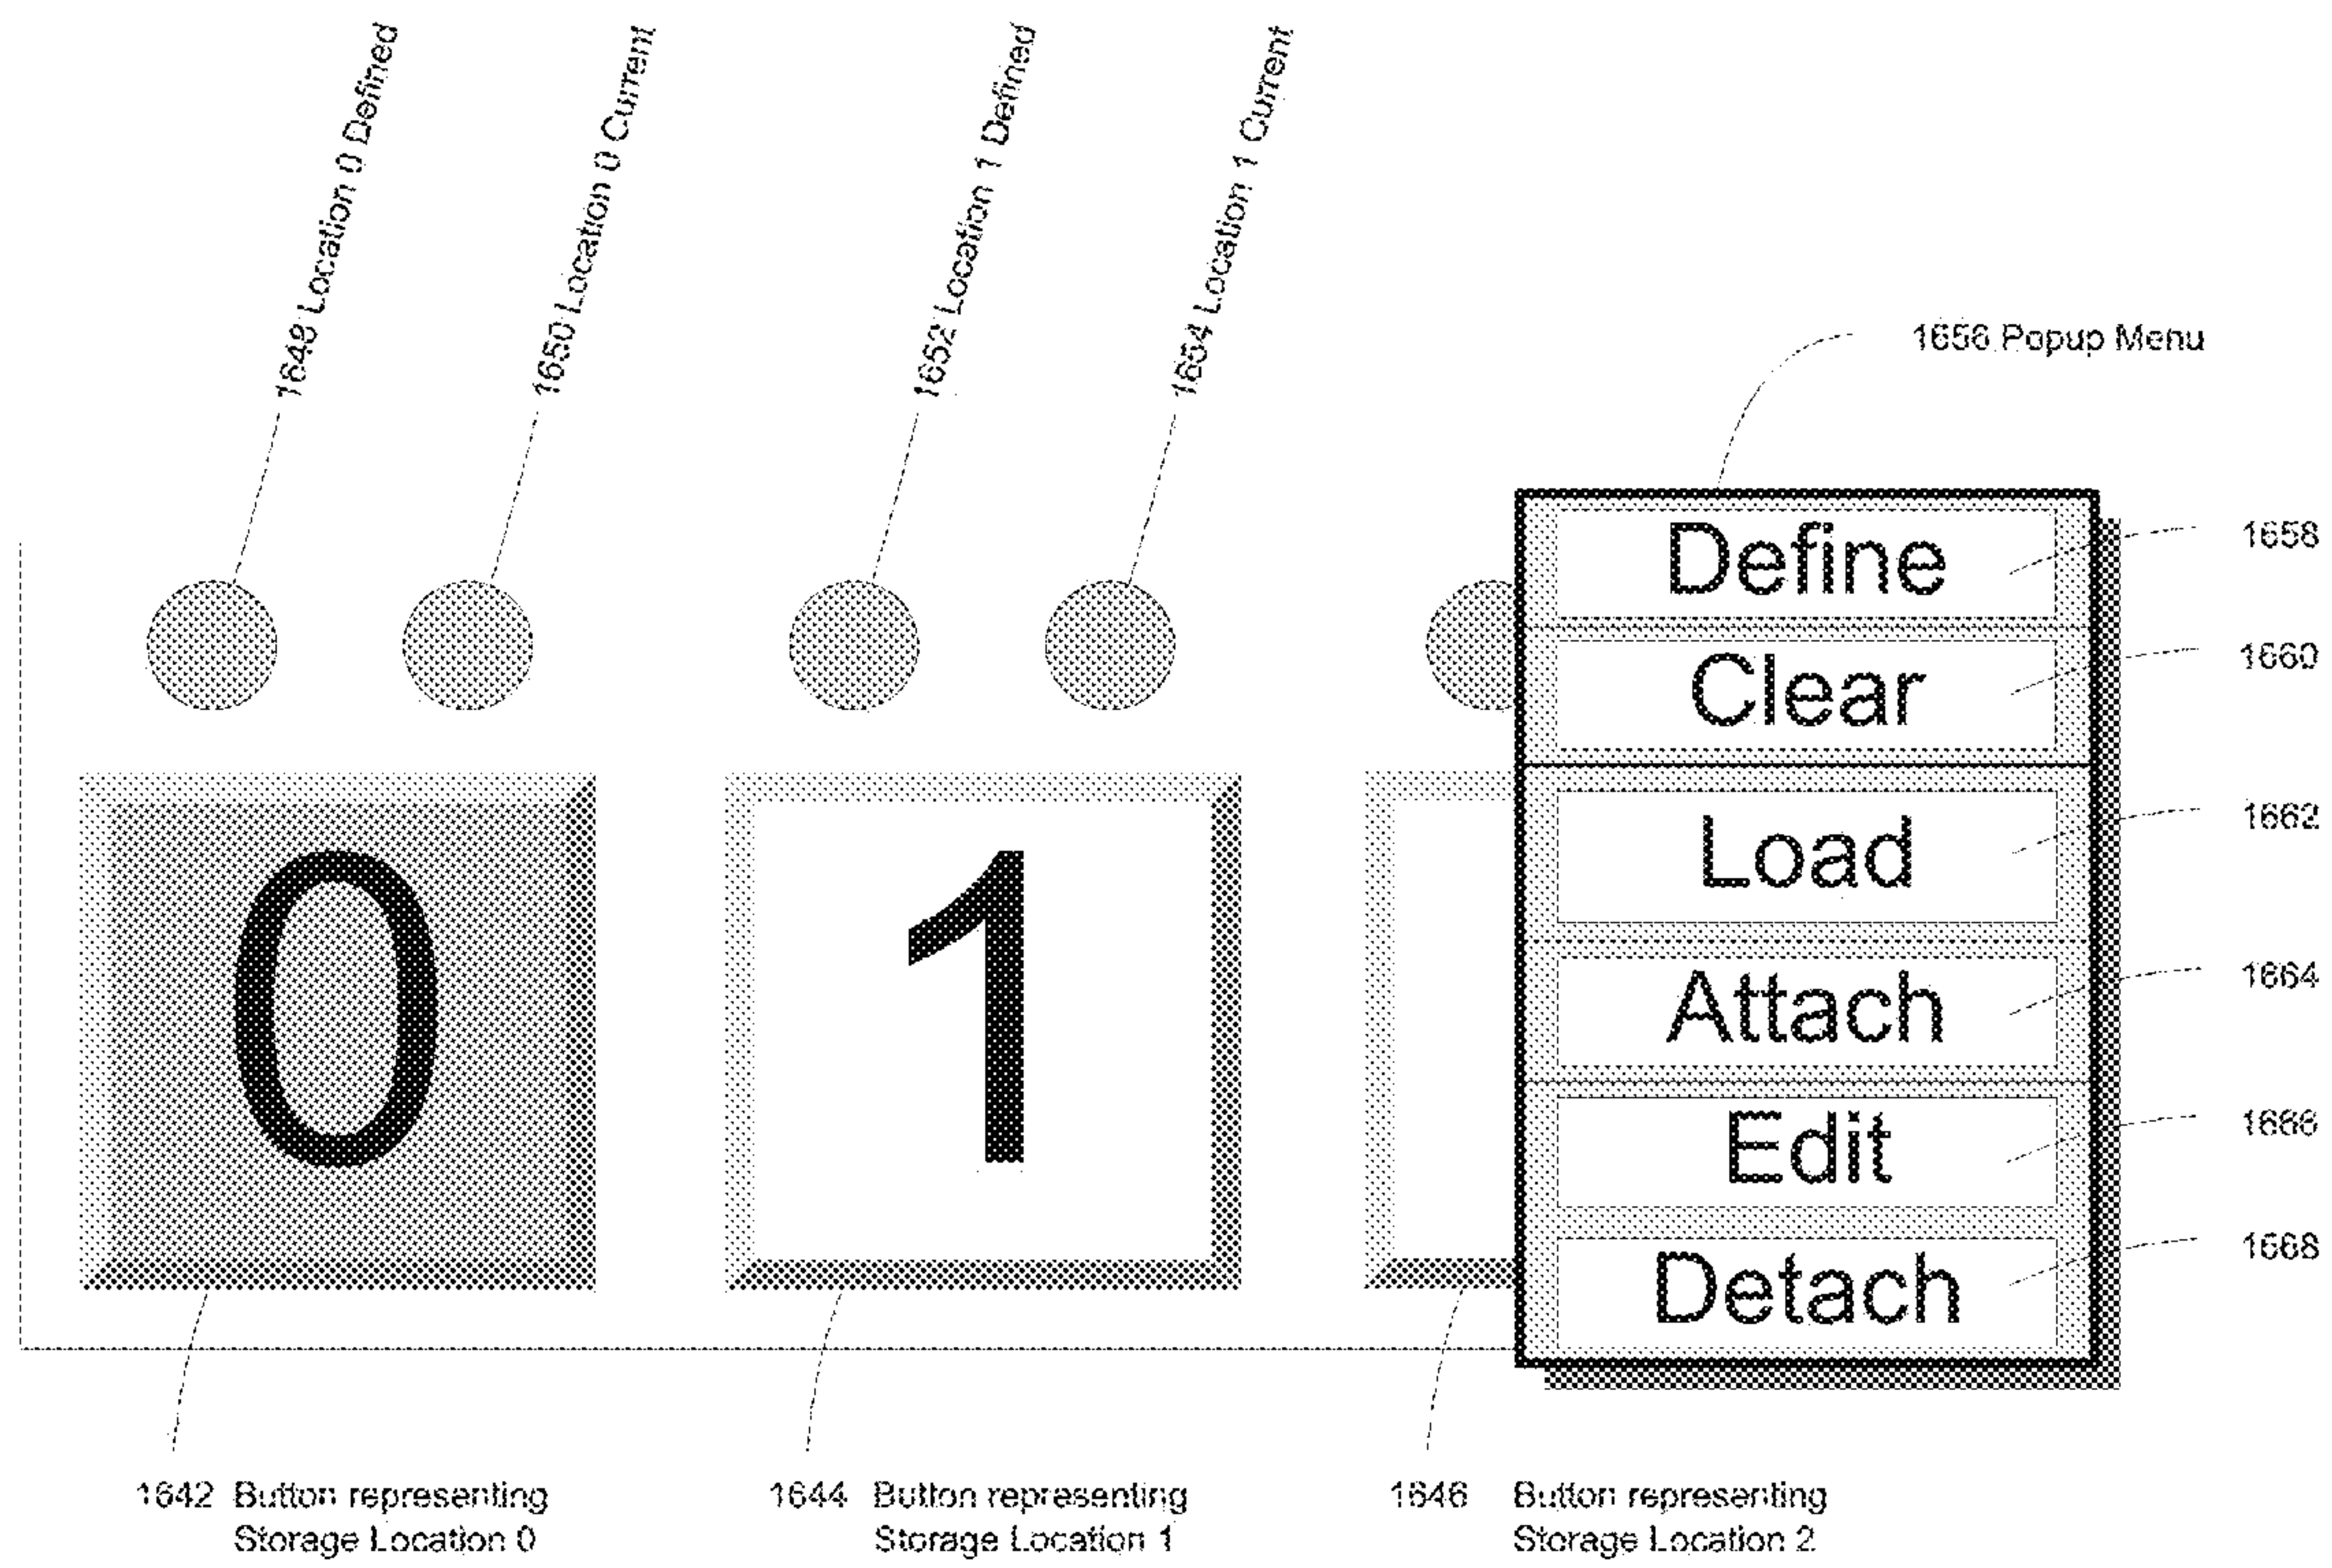 1648 Location 0 Defined
1650 Location 0 Current
1652 Location 1 Defined
1654 Location 1 Current
1656 Popup Menu
Define
1658
Clear
1660
Load
1662
Attach
1664
Edit
1666
Detach
1668
0
1
1642 Button representing
Storage Location 0
1644 Button representing
Storage Location 1
1646 Button representing
Storage Location 2